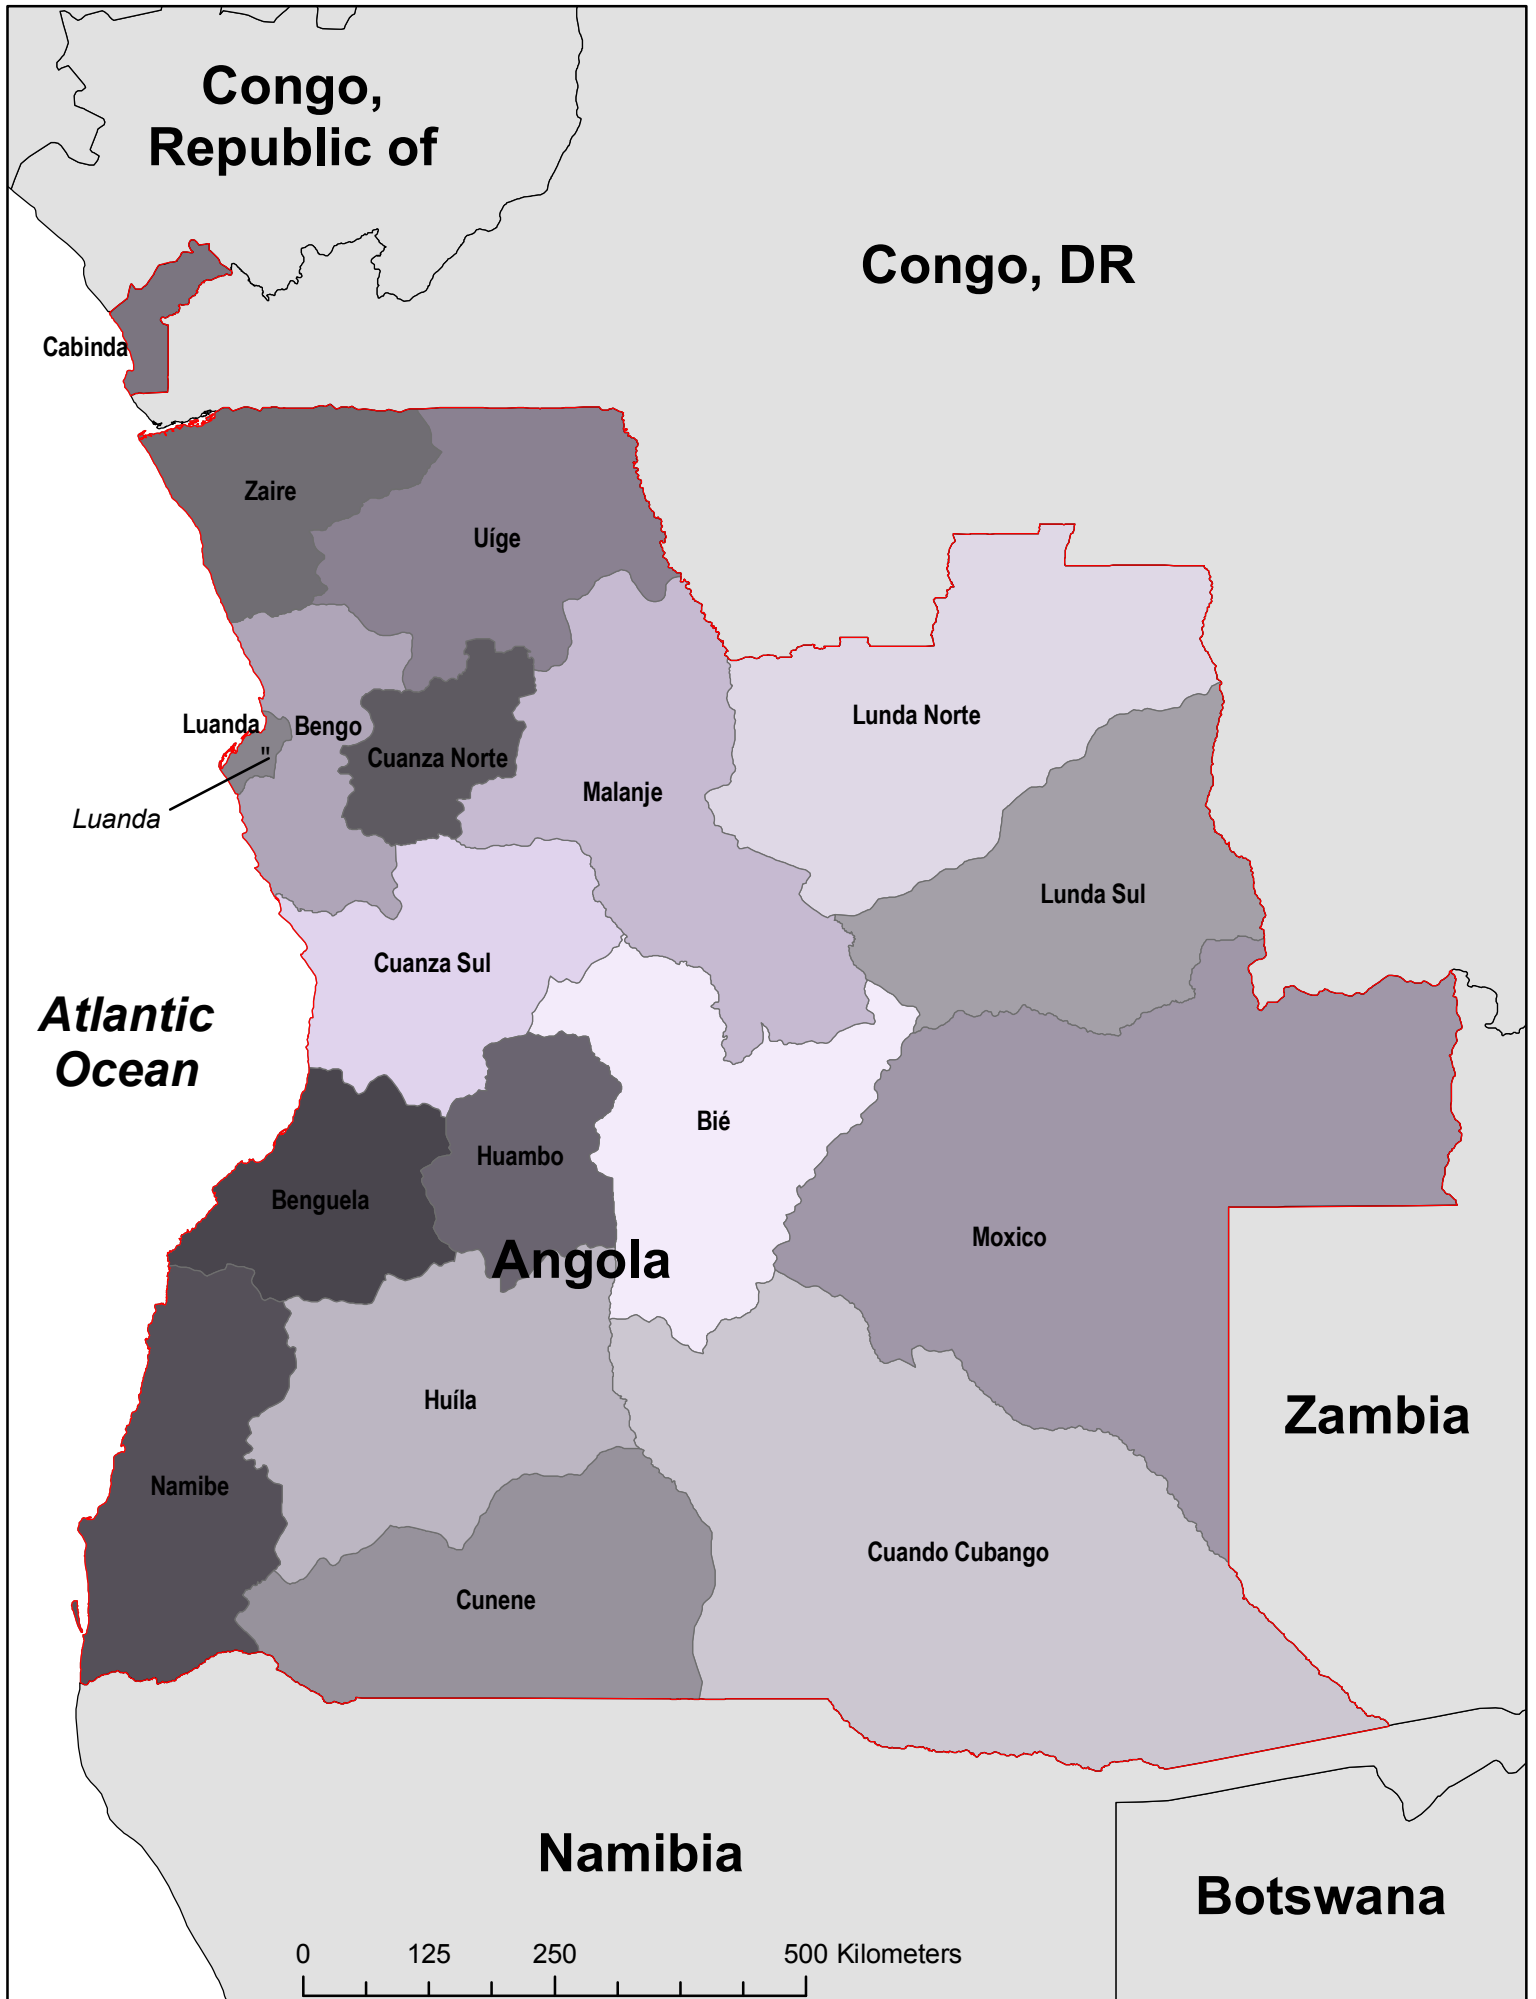 Congo,
Republic of
Congo, DR
Cabinda
Zaire
Uíge
Luanda
Bengo
Lunda Norte
"
Cuanza Norte
Malanje
Luanda
Lunda Sul
Cuanza Sul
Atlantic
Ocean
Bié
Huambo
Benguela
Moxico
Angola
Huíla
Zambia
Namibe
Cuando Cubango
Cunene
Namibia
Botswana
0 125 250 500 Kilometers